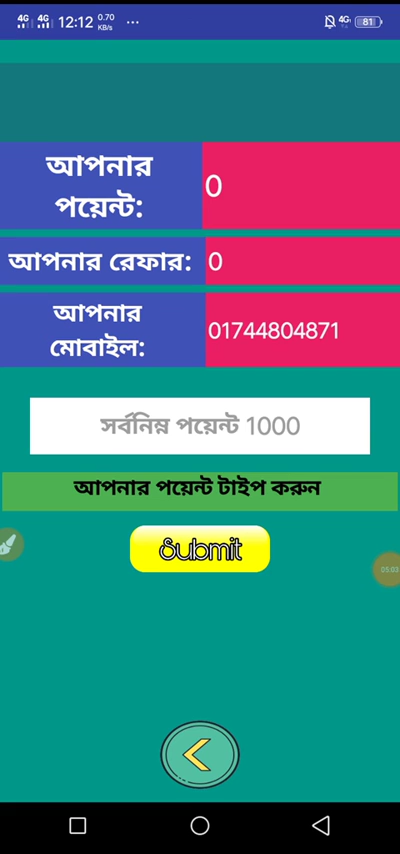 4G 4G 12:12 0.70 KB/s ... 4G 81
আপনার
পয়েন্ট:
0
আপনার রেফার:
0
আপনার
মোবাইল:
01744804871
সর্বনিম্ন পয়েন্ট 1000
আপনার পয়েন্ট টাইপ করুন
Submit
05:03